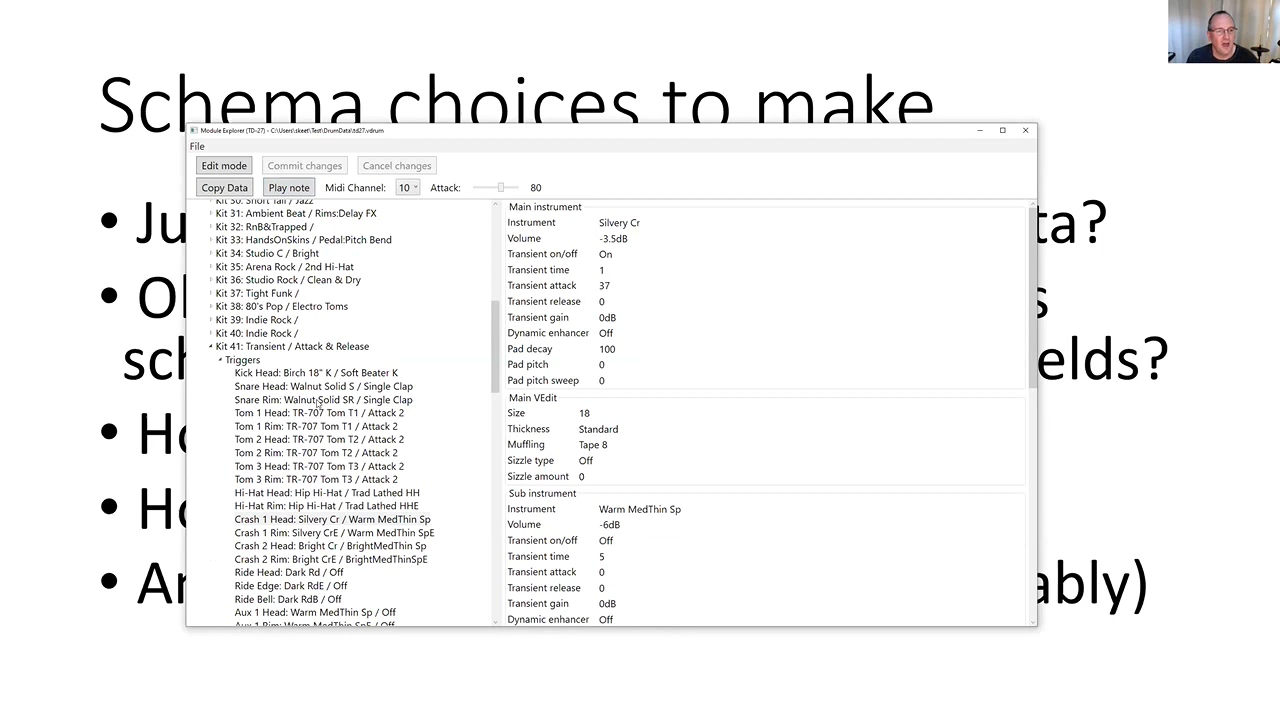 Schema choices to make
Module Explorer (TD-27) - C:\Users\skeet\Test\DrumData\td27.vdrum
File
Edit mode
Commit changes
Cancel changes
Copy Data
Play note
Midi Channel:
10
Attack:
80
Kit 30: Short Tail / Jazz
Kit 31: Ambient Beat / Rims:Delay FX
Kit 32: RnB&Trapped /
Kit 33: HandsOnSkins / Pedal:Pitch Bend
Kit 34: Studio C / Bright
Kit 35: Arena Rock / 2nd Hi-Hat
Kit 36: Studio Rock / Clean & Dry
Kit 37: Tight Funk /
Kit 38: 80's Pop / Electro Toms
Kit 39: Indie Rock /
Kit 40: Indie Rock /
Kit 41: Transient / Attack & Release
Triggers
Kick Head: Birch 18" K / Soft Beater K
Snare Head: Walnut Solid S / Single Clap
Snare Rim: Walnut Solid SR / Single Clap
Tom 1 Head: TR-707 Tom T1 / Attack 2
Tom 1 Rim: TR-707 Tom T1 / Attack 2
Tom 2 Head: TR-707 Tom T2 / Attack 2
Tom 2 Rim: TR-707 Tom T2 / Attack 2
Tom 3 Head: TR-707 Tom T3 / Attack 2
Tom 3 Rim: TR-707 Tom T3 / Attack 2
Hi-Hat Head: Hip Hi-Hat / Trad Lathed HH
Hi-Hat Rim: Hip Hi-Hat / Trad Lathed HHE
Crash 1 Head: Silvery Cr / Warm MedThin Sp
Crash 1 Rim: Silvery CrE / Warm MedThin SpE
Crash 2 Head: Bright Cr / BrightMedThin Sp
Crash 2 Rim: Bright CrE / BrightMedThinSpE
Ride Head: Dark Rd / Off
Ride Edge: Dark RdE / Off
Ride Bell: Dark RdB / Off
Aux 1 Head: Warm MedThin Sp / Off
Aux 1 Rim: Warm MedThin SpE / Off
Main instrument
Instrument Silvery Cr
Volume -3.5dB
Transient on/off On
Transient time 1
Transient attack 37
Transient release 0
Transient gain 0dB
Dynamic enhancer Off
Pad decay 100
Pad pitch 0
Pad pitch sweep 0
Main VEdit
Size 18
Thickness Standard
Muffling Tape 8
Sizzle type Off
Sizzle amount 0
Sub instrument
Instrument Warm MedThin Sp
Volume -6dB
Transient on/off Off
Transient time 5
Transient attack 0
Transient release 0
Transient gain 0dB
Dynamic enhancer Off
• Ju ta?
• Ol s
sch elds?
• Ho
• Ho
• Ar ably)